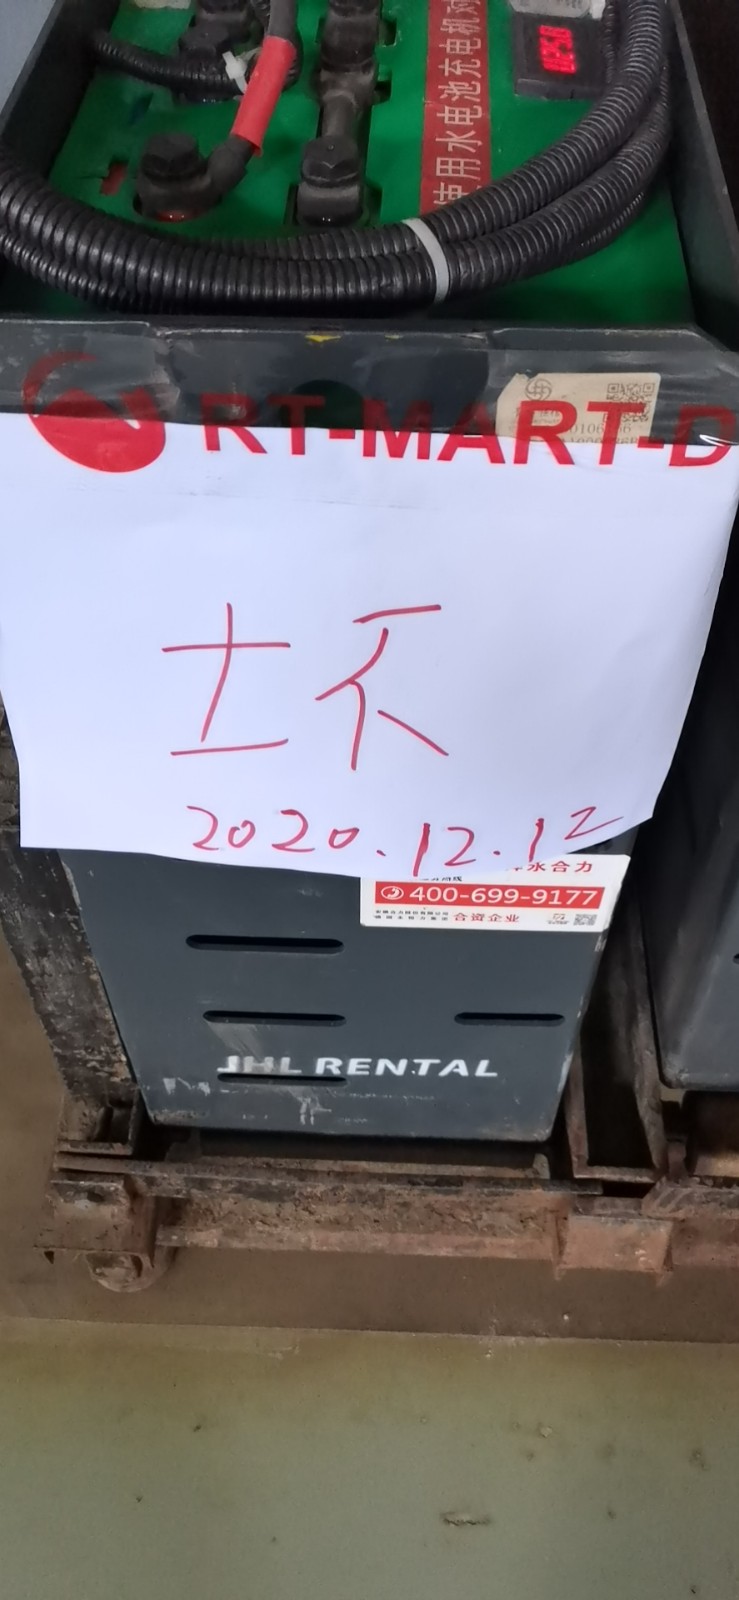 使用水电池充电机
RT-MART-D
坏
2020.12.12
永合力
400-699-9177
合资企业
JHL RENTAL